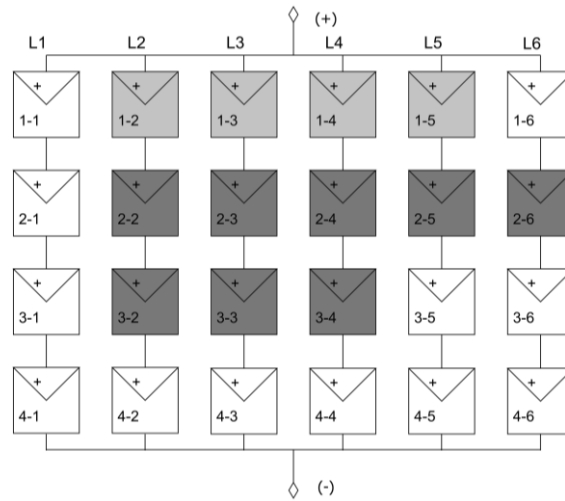 (+)
L1 L2 L3 L4 L5 L6
+ + + + + +
1-1 1-2 1-3 1-4 1-5 1-6
+ + + + + +
2-1 2-2 2-3 2-4 2-5 2-6
+ + + + + +
3-1 3-2 3-3 3-4 3-5 3-6
+ + + + + +
4-1 4-2 4-3 4-4 4-5 4-6
(-)